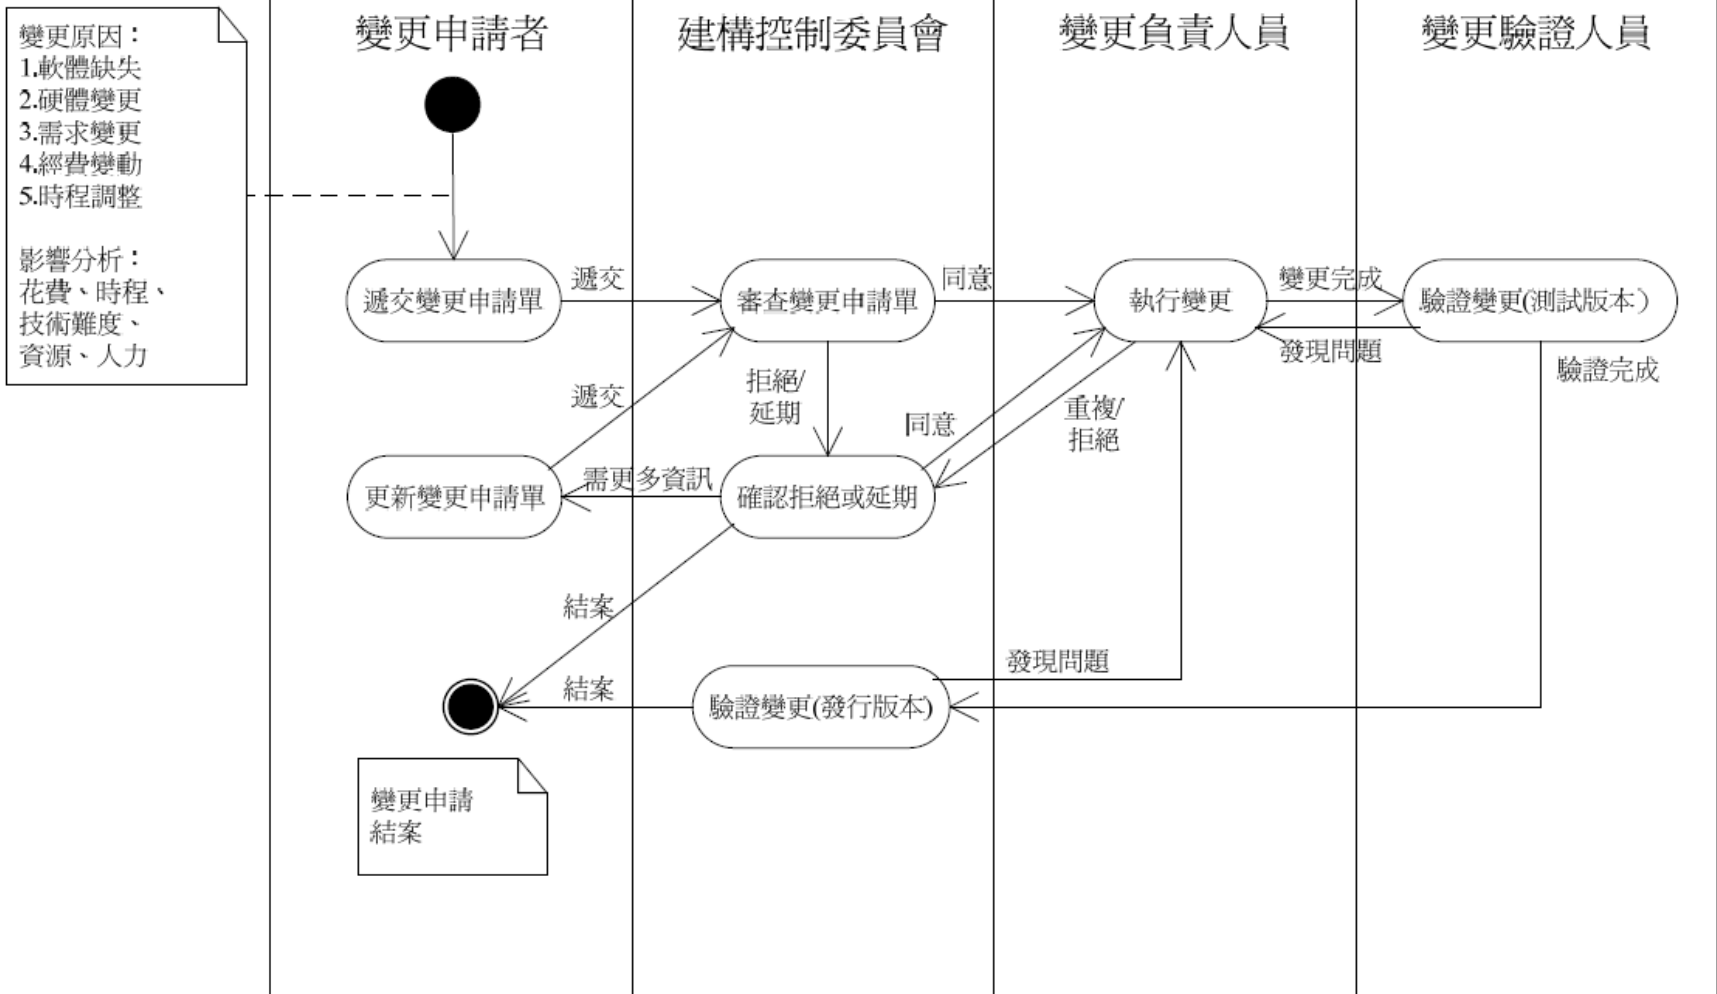 變更原因：
1.軟體缺失
2.硬體變更
3.需求變更
4.經費變動
5.時程調整
影響分析：
花費、時程、
技術難度、
資源、人力
變更申請者
建構控制委員會
變更負責人員
變更驗證人員
遞交變更申請單
遞交
審查變更申請單
同意
執行變更
變更完成
驗證變更(測試版本)
發現問題
驗證完成
遞交
拒絕/
延期
同意
重複/
拒絕
更新變更申請單
需更多資訊
確認拒絕或延期
結案
結案
驗證變更(發行版本)
發現問題
變更申請
結案